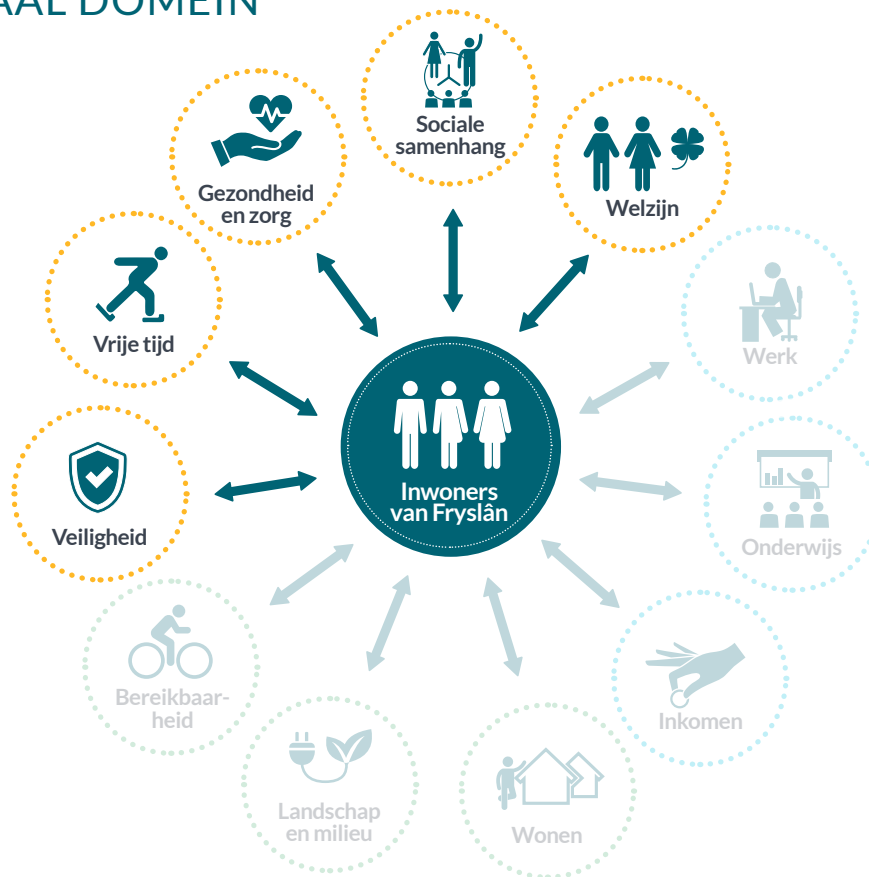 AAL DOMEIN
Sociale
samenhang
Gezondheid
en zorg
Welzijn
Vrije tijd
Werk
Veiligheid
Inwoners
van Fryslân
Onderwijs
Bereikbaar-
heid
Inkomen
Landschap
en milieu
Wonen